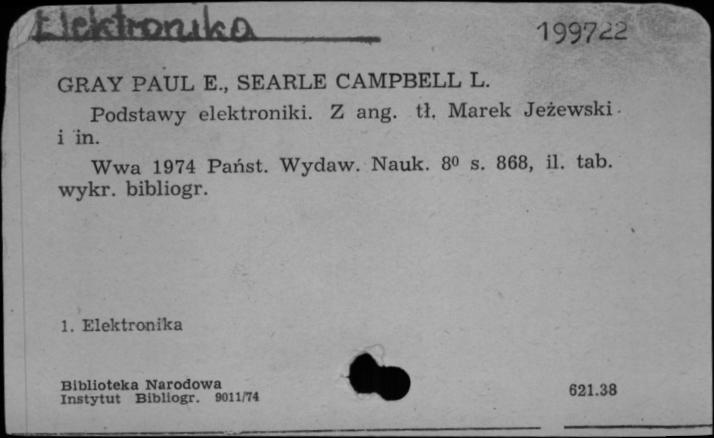 Elektronika
199722
GRAY PAUL E., SEARLE CAMPBELL L.
Podstawy elektroniki. Z ang. tł. Marek Jeżewski
i in.
Wwa 1974 Państ. Wydaw. Nauk. 8⁰ s. 868, il. tab.
wykr. bibliogr.
1. Elektronika
Biblioteka Narodowa
Instytut Bibliogr. 9011/74
621.38